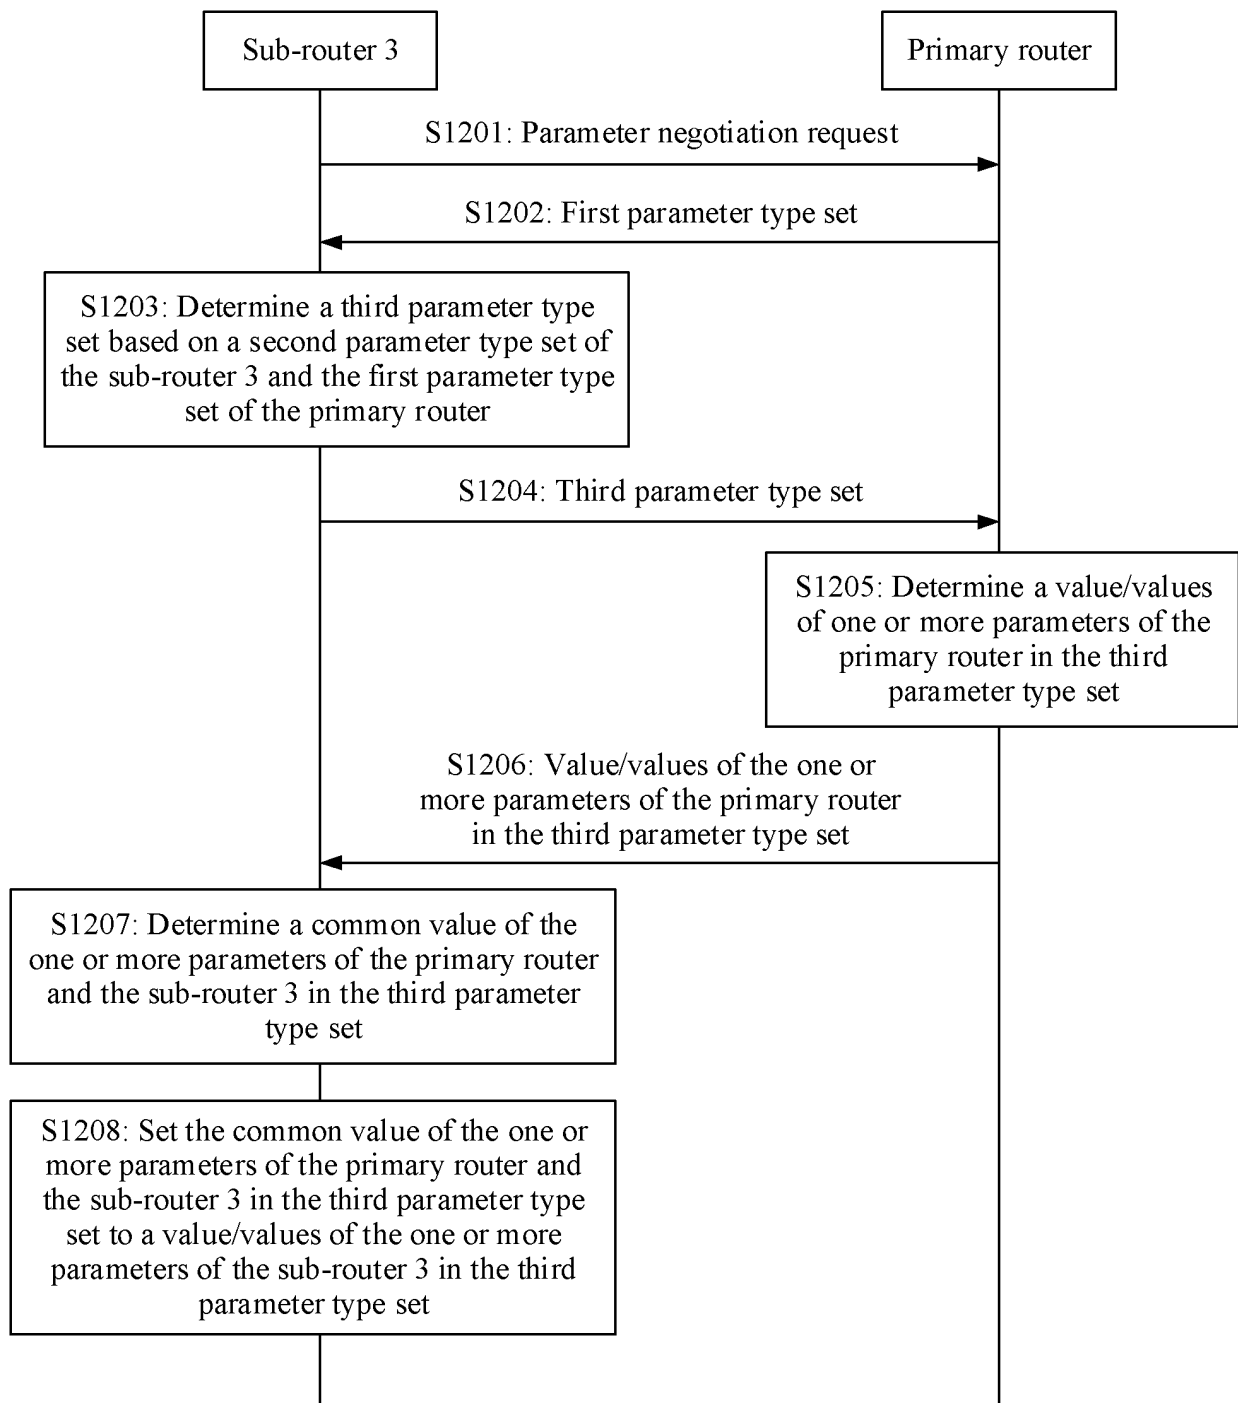 Sub-router 3
Primary router
S1201: Parameter negotiation request
S1202: First parameter type set
S1203: Determine a third parameter type
set based on a second parameter type set of
the sub-router 3 and the first parameter type
set of the primary router
S1204: Third parameter type set
S1205: Determine a value/values
of one or more parameters of the
primary router in the third
parameter type set
S1206: Value/values of the one or
more parameters of the primary router
in the third parameter type set
S1207: Determine a common value of the
one or more parameters of the primary router
and the sub-router 3 in the third parameter
type set
S1208: Set the common value of the one or
more parameters of the primary router and
the sub-router 3 in the third parameter type
set to a value/values of the one or more
parameters of the sub-router 3 in the third
parameter type set